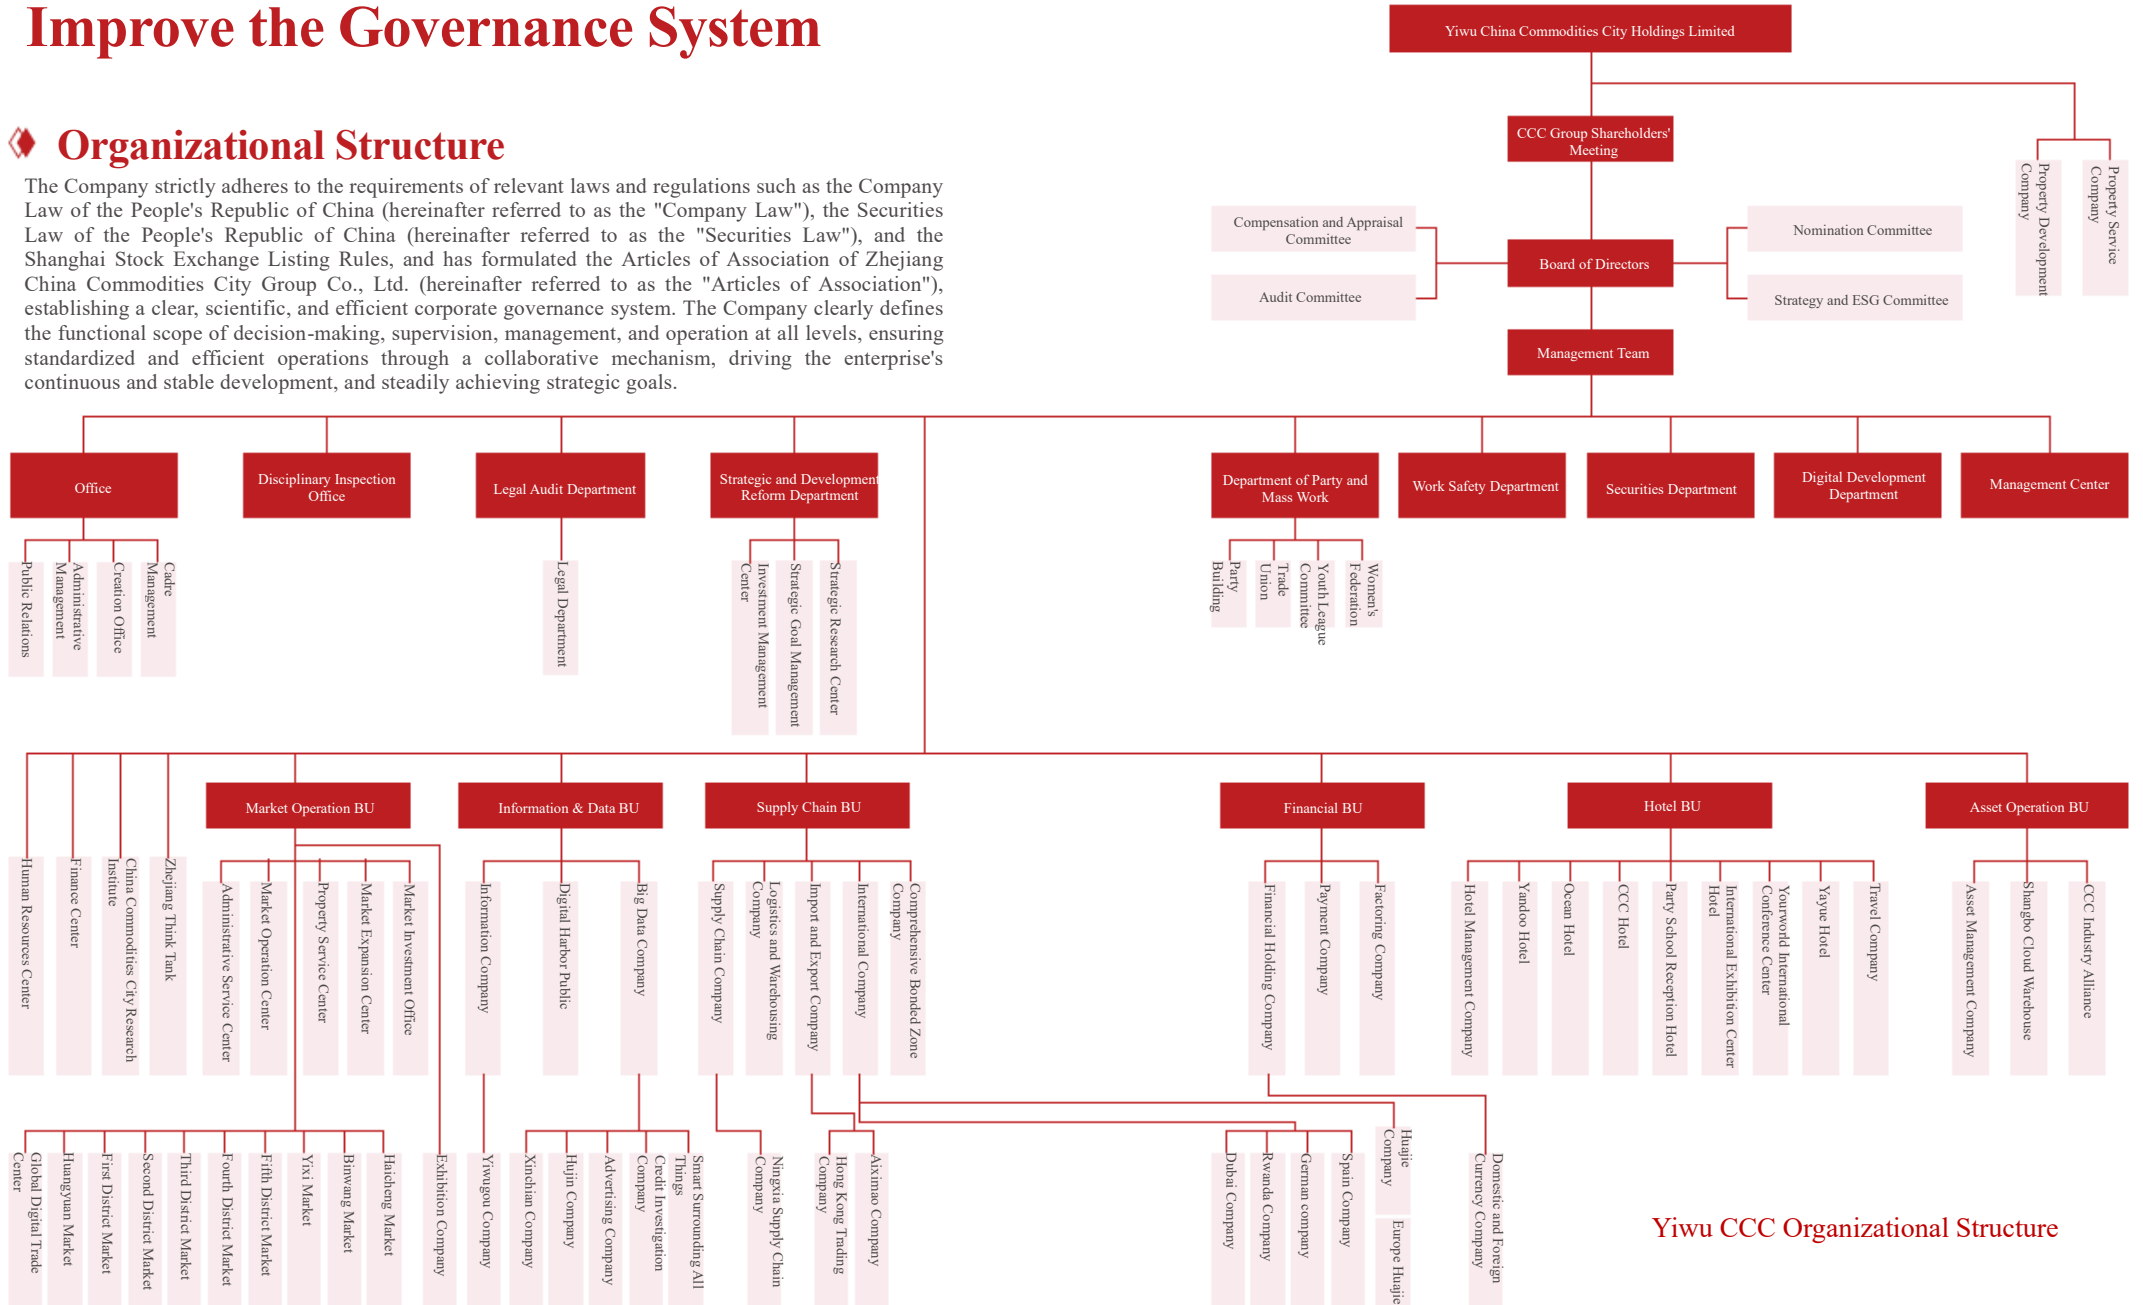 Improve the Governance System
Organizational Structure
The Company strictly adheres to the requirements of relevant laws and regulations such as the Company
Law of the People's Republic of China (hereinafter referred to as the "Company Law"), the Securities
Law of the People's Republic of China (hereinafter referred to as the "Securities Law"), and the
Shanghai Stock Exchange Listing Rules, and has formulated the Articles of Association of Zhejiang
China Commodities City Group Co., Ltd. (hereinafter referred to as the "Articles of Association"),
establishing a clear, scientific, and efficient corporate governance system. The Company clearly defines
the functional scope of decision-making, supervision, management, and operation at all levels, ensuring
standardized and efficient operations through a collaborative mechanism, driving the enterprise's
continuous and stable development, and steadily achieving strategic goals.
Yiwu China Commodities City Holdings Limited
CCC Group Shareholders'
Meeting
Property Development
Company
Property Service
Company
Compensation and Appraisal
Committee
Audit Committee
Board of Directors
Nomination Committee
Strategy and ESG Committee
Management Team
Office
Disciplinary Inspection
Office
Legal Audit Department
Strategic and Development
Reform Department
Department of Party and
Mass Work
Work Safety Department
Securities Department
Digital Development
Department
Management Center
Public Relations
Administrative
Management
Creation Office
Cadre
Management
Legal Department
Investment Management
Center
Strategic Goal Management
Strategic Research Center
Party
Building
Trade
Union
Youth League
Committee
Women's
Federation
Market Operation BU
Information & Data BU
Supply Chain BU
Financial BU
Hotel BU
Asset Operation BU
Human Resources Center
Finance Center
China Commodities City Research
Institute
Zhejiang Think Tank
Administrative Service Center
Market Operation Center
Property Service Center
Market Expansion Center
Market Investment Office
Information Company
Digital Harbor Public
Big Data Company
Supply Chain Company
Logistics and Warehousing
Company
Import and Export Company
International Company
Comprehensive Bonded Zone
Company
Financial Holding Company
Payment Company
Factoring Company
Hotel Management Company
Yandoo Hotel
Ocean Hotel
CCC Hotel
Party School Reception Hotel
International Exhibition Center
Hotel
Yourworld International
Conference Center
Yayue Hotel
Travel Company
Asset Management Company
Shangbo Cloud Warehouse
CCC Industry Alliance
Global Digital Trade
Center
Huangyuan Market
First District Market
Second District Market
Third District Market
Fourth District Market
Fifth District Market
Yixi Market
Binwang Market
Haicheng Market
Exhibition Company
Yiwugou Company
Xinchian Company
Hujin Company
Advertising Company
Credit Investigation
Company
Smart Surrounding All
Things
Ningxia Supply Chain
Company
Hong Kong Trading
Company
Aiximao Company
Dubai Company
Rwanda Company
German company
Spain Company
Huajie
Company
Europe Huajie
Domestic and Foreign
Currency Company
Yiwu CCC Organizational Structure